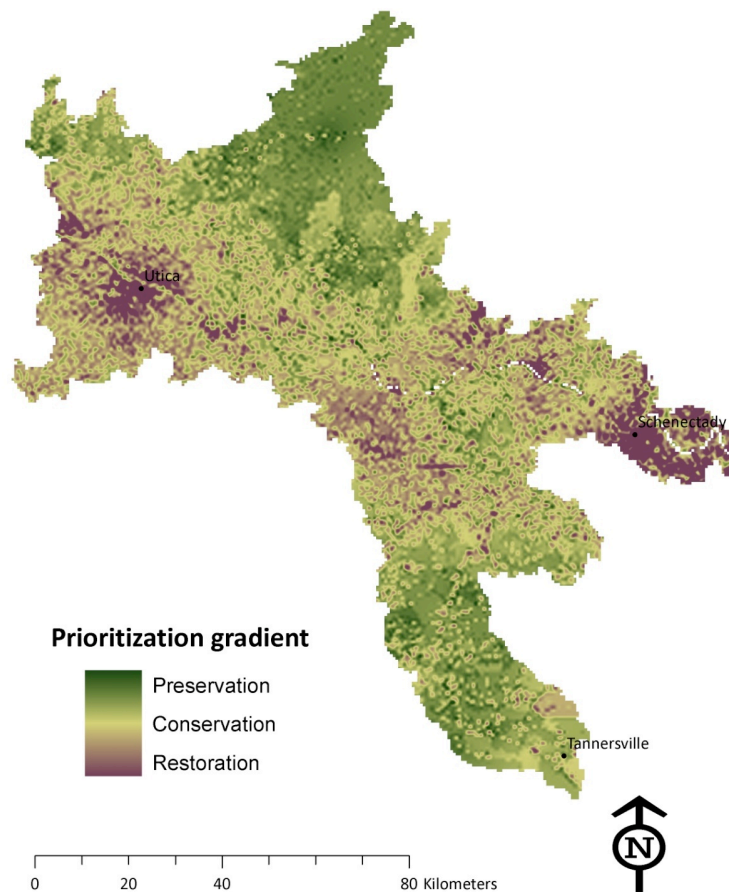 Utica
Schenectady
Prioritization gradient
Preservation
Conservation
Restoration
Tannersville
N
0 20 40 80 Kilometers